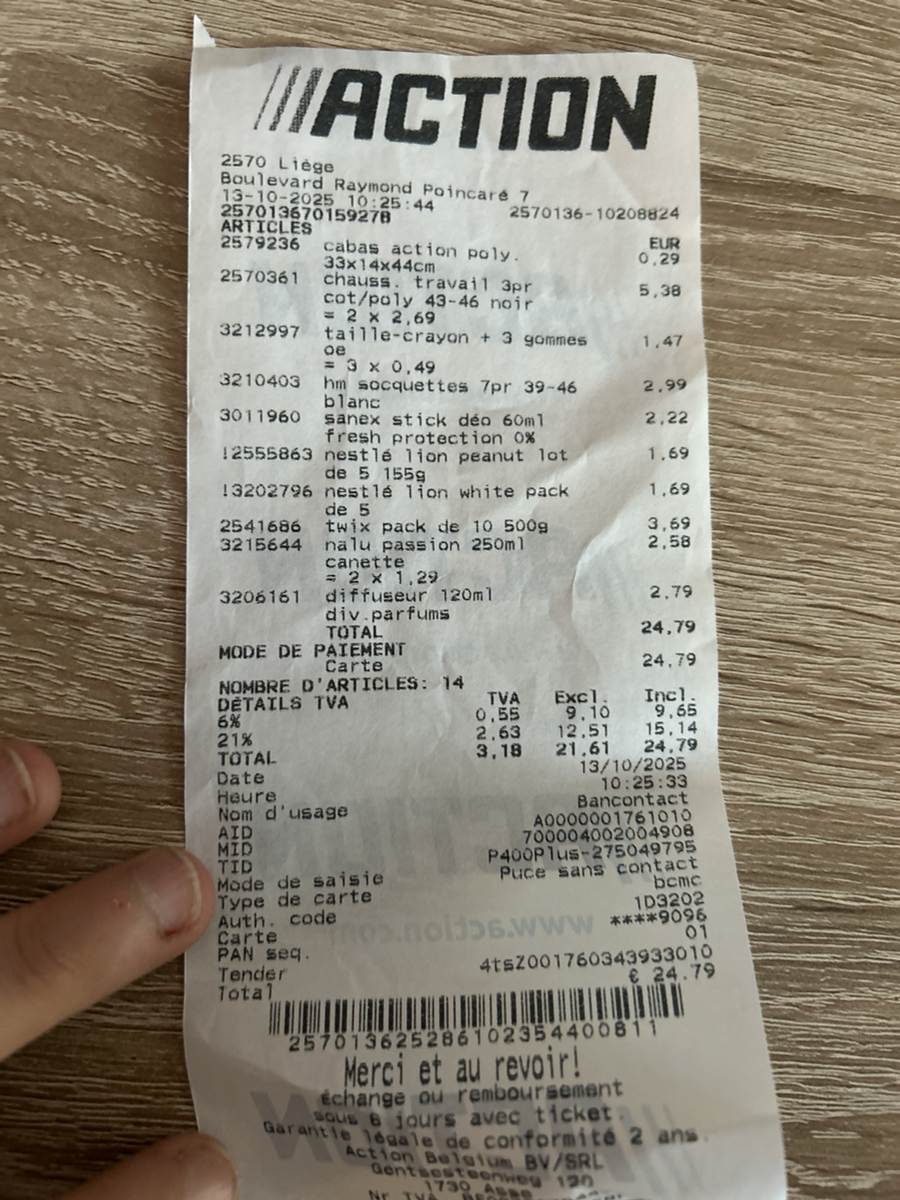 ///ACTION
2570 Liège
Boulevard Raymond Poincaré 7
13-10-2025 10:25:44
25701367015927B 2570136-10208824
ARTICLES EUR
2579236 cabas action poly. 0,29
33x14x44cm
2570361 chauss. travail 3pr 5,38
cot/poly 43-46 noir
= 2 x 2,69
3212997 taille-crayon + 3 gommes 1,47
oe
= 3 x 0,49
3210403 hm socquettes 7pr 39-46 2,99
blanc
3011960 sanex stick déo 60ml 2,22
fresh protection 0%
!2555863 nestlé lion peanut lot 1,69
de 5 155g
!3202796 nestlé lion white pack 1,69
de 5
2541686 twix pack de 10 500g 3,69
3215644 nalu passion 250ml 2,58
canette
= 2 x 1,29
3206161 diffuseur 120ml 2,79
div.parfums
TOTAL 24,79
MODE DE PAIEMENT
Carte 24,79
NOMBRE D'ARTICLES: 14
DÉTAILS TVA TVA Excl. Incl.
6% 0,55 9,10 9,65
21% 2,63 12,51 15,14
TOTAL 3,18 21,61 24,79
Date 13/10/2025
Heure 10:25:33
Nom d'usage Bancontact
AID A0000001761010
MID 700004002004908
TID P400Plus-275049795
Mode de saisie Puce sans contact
Type de carte bcmc
Auth. code 1D3202
Carte ****9096
PAN seq. 01
Tender 4tsZ001760343933010
Total € 24.79
257013625286102354400811
Merci et au revoir!
Échange ou remboursement
sous 8 jours avec ticket.
Garantie légale de conformité 2 ans.
Action Belgium BV/SRL
Gentsesteenweg 120
1730 Asse
Nr TVA